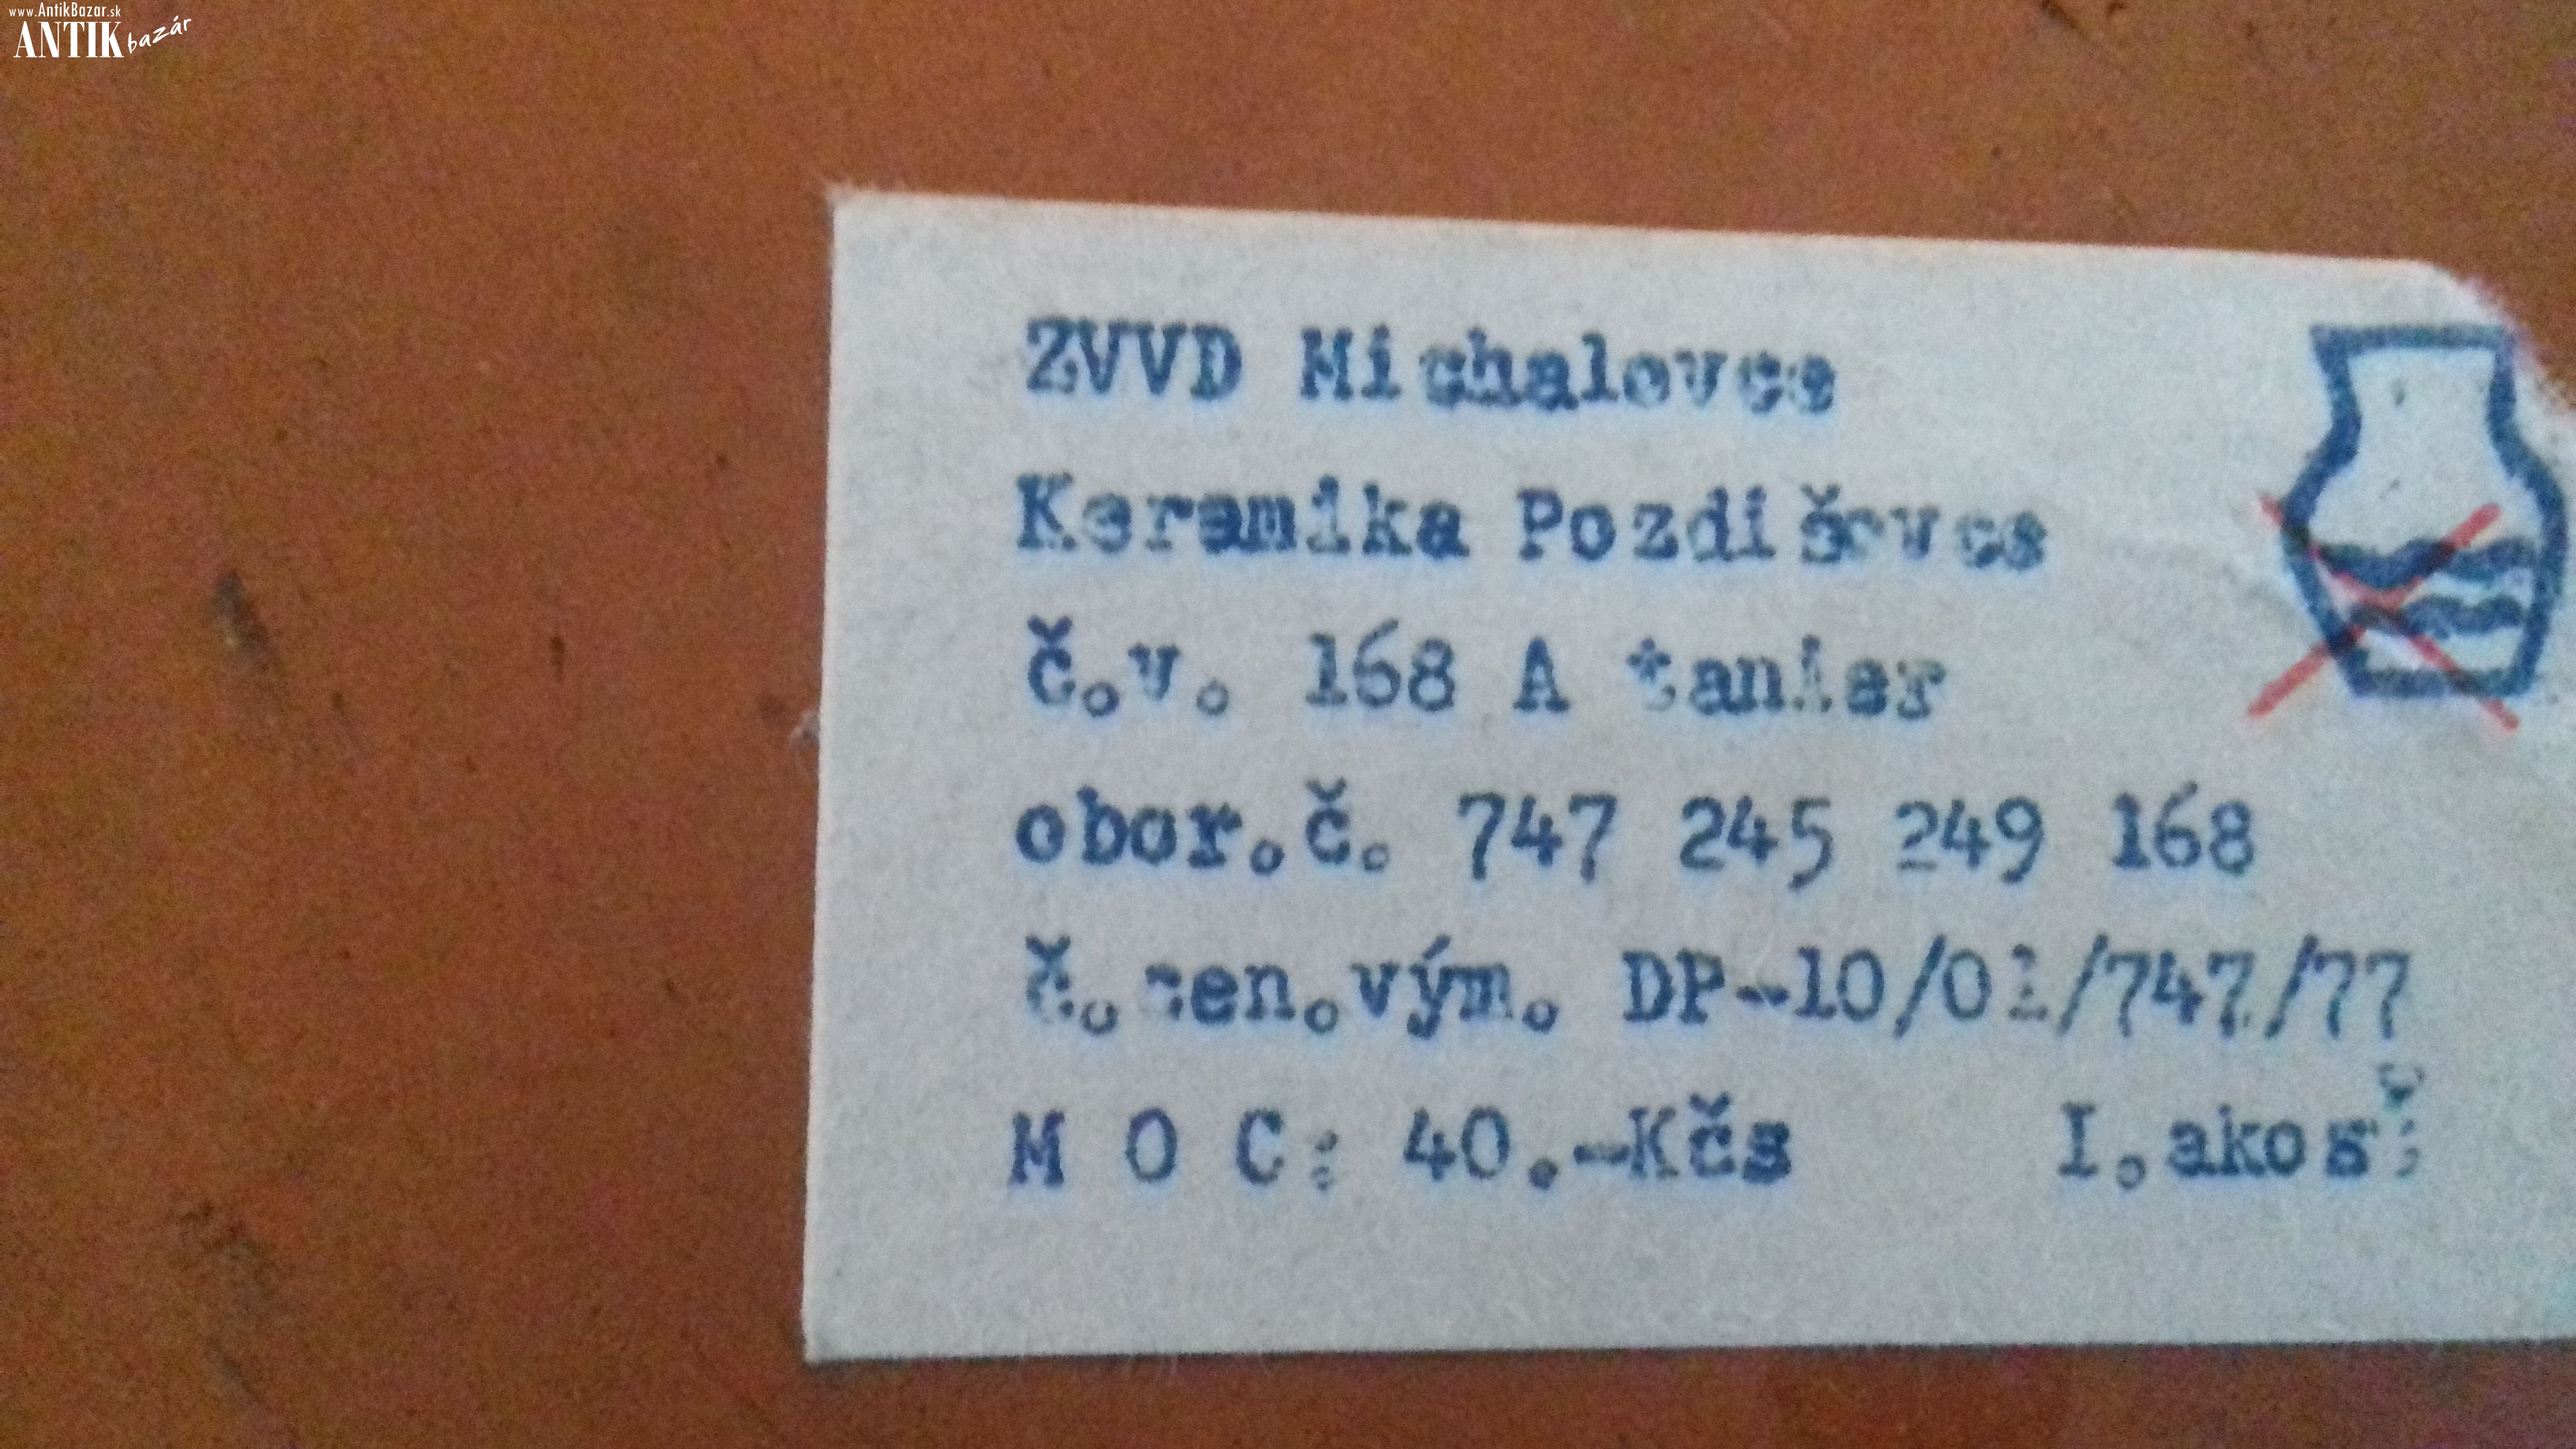 www.AntikBazar.sk
ANTIK bazár
ZVVD Michalovce
Keramika Pozdišovce
č.v. 168 A tanier
obor.č. 747 245 249 168
č.cen.vým. DP-10/01/747/77
M O C: 40.-Kčs I.akosť